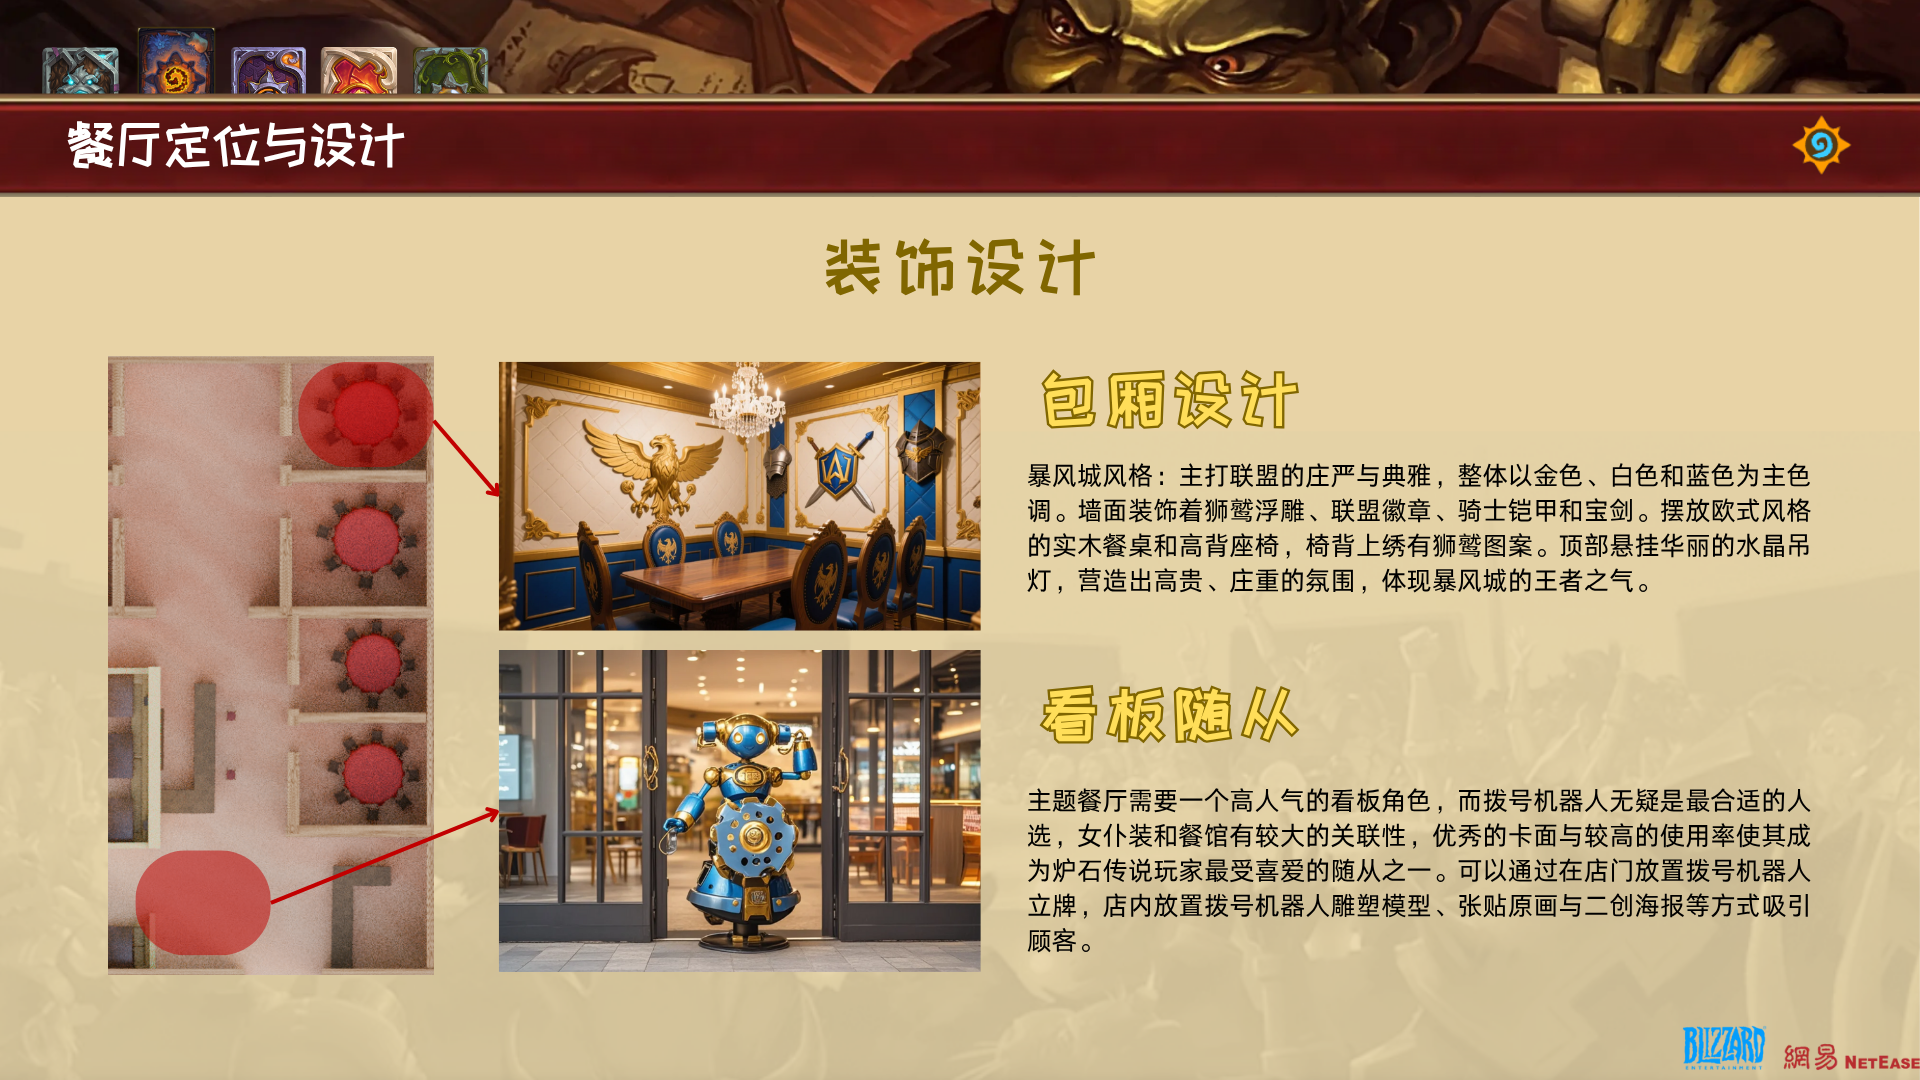 餐厅定位与设计
装饰设计
包厢设计
暴风城风格：主打联盟的庄严与典雅，整体以金色、白色和蓝色为主色
调。墙面装饰着狮鹫浮雕、联盟徽章、骑士铠甲和宝剑。摆放欧式风格
的实木餐桌和高背座椅，椅背上绣有狮鹫图案。顶部悬挂华丽的水晶吊
灯，营造出高贵、庄重的氛围，体现暴风城的王者之气。
看板随从
主题餐厅需要一个高人气的看板角色，而拨号机器人无疑是最合适的人
选，女仆装和餐馆有较大的关联性，优秀的卡面与较高的使用率使其成
为炉石传说玩家最受喜爱的随从之一。可以通过在店门放置拨号机器人
立牌，店内放置拨号机器人雕塑模型、张贴原画与二创海报等方式吸引
顾客。
BLIZZARD
ENTERTAINMENT
網易 NETEASE